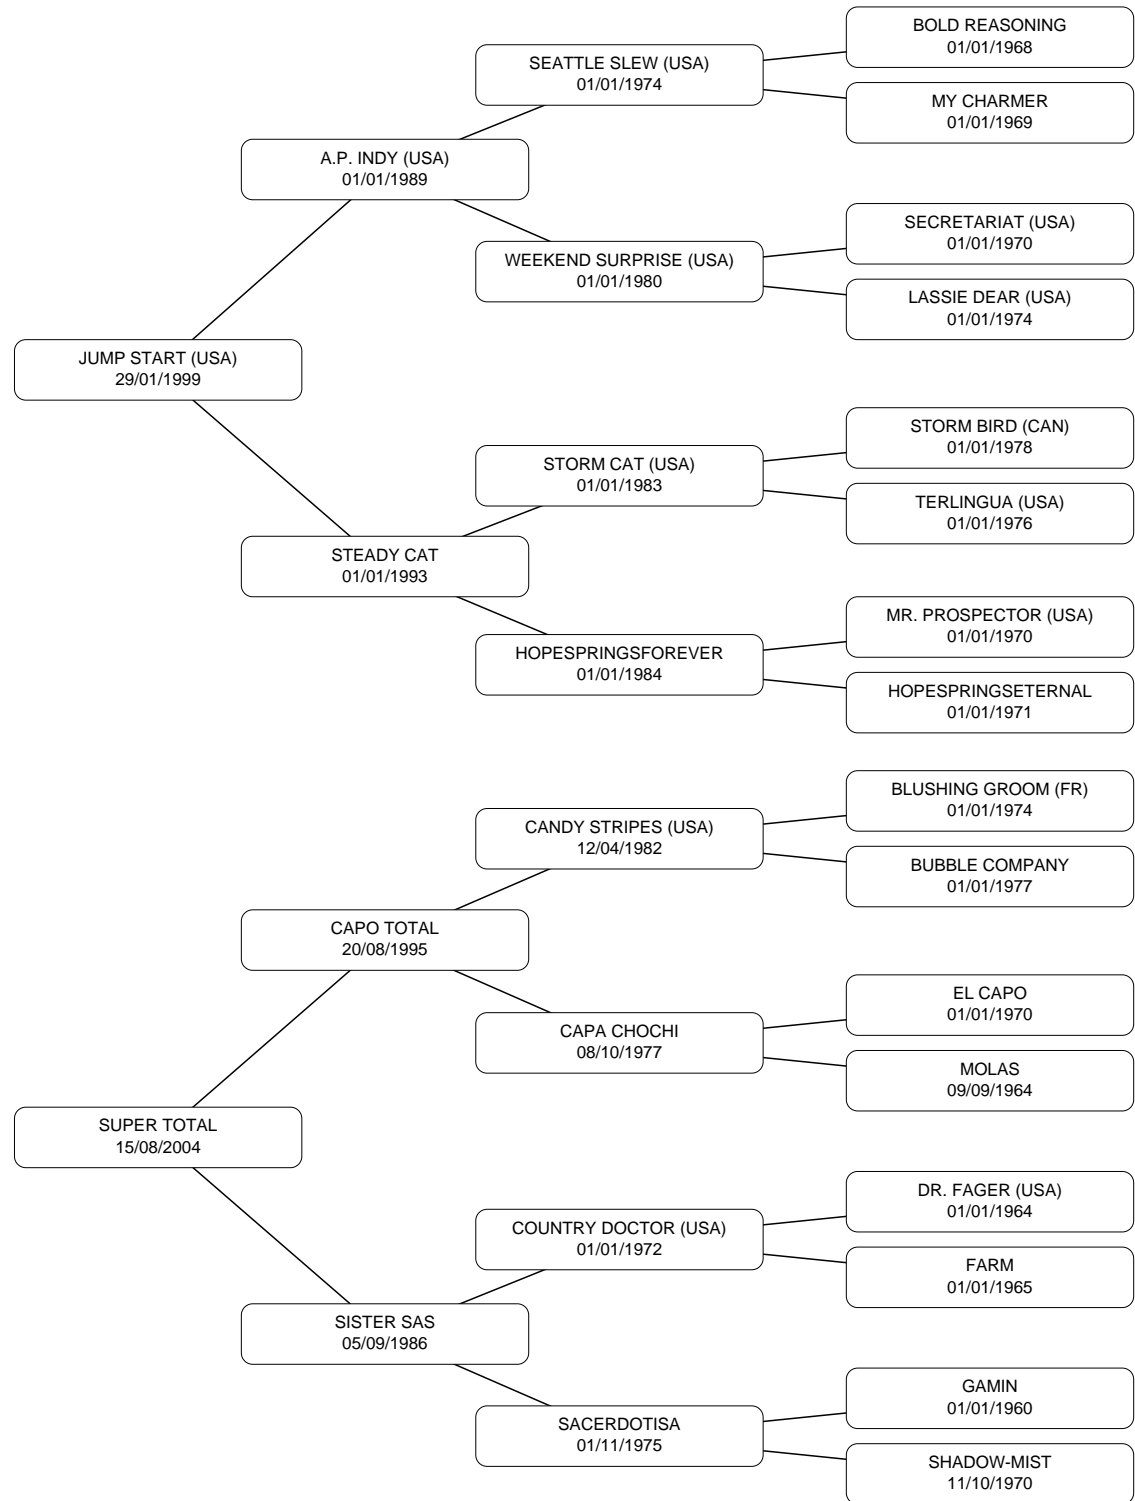 BOLD REASONING
01/01/1968
SEATTLE SLEW (USA)
01/01/1974
MY CHARMER
01/01/1969
A.P. INDY (USA)
01/01/1989
SECRETARIAT (USA)
01/01/1970
WEEKEND SURPRISE (USA)
01/01/1980
LASSIE DEAR (USA)
01/01/1974
JUMP START (USA)
29/01/1999
STORM BIRD (CAN)
01/01/1978
STORM CAT (USA)
01/01/1983
TERLINGUA (USA)
01/01/1976
STEADY CAT
01/01/1993
MR. PROSPECTOR (USA)
01/01/1970
HOPESPRINGSFOREVER
01/01/1984
HOPESPRINGSETERNAL
01/01/1971
BLUSHING GROOM (FR)
01/01/1974
CANDY STRIPES (USA)
12/04/1982
BUBBLE COMPANY
01/01/1977
CAPO TOTAL
20/08/1995
EL CAPO
01/01/1970
CAPA CHOCHI
08/10/1977
MOLAS
09/09/1964
SUPER TOTAL
15/08/2004
DR. FAGER (USA)
01/01/1964
COUNTRY DOCTOR (USA)
01/01/1972
FARM
01/01/1965
SISTER SAS
05/09/1986
GAMIN
01/01/1960
SACERDOTISA
01/11/1975
SHADOW-MIST
11/10/1970